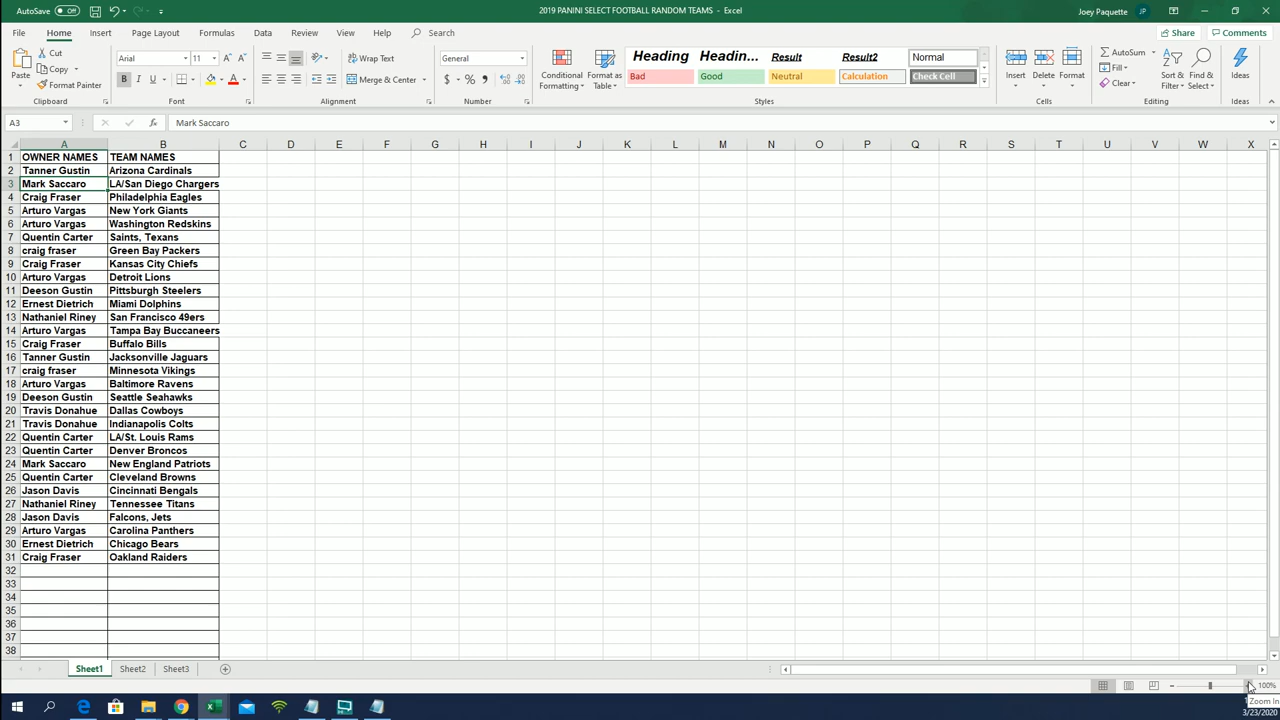 AutoSave Off 2019 PANINI SELECT FOOTBALL RANDOM TEAMS - Excel Joey Paquette JP
File Home Insert Page Layout Formulas Data Review View Help Search Share Comments
Paste Cut Copy Format Painter Clipboard
Arial 11 B I U Font
Wrap Text Merge & Center Alignment
General $ % Number
Conditional Formatting Format as Table
Heading Headin... Result Result2 Normal
Bad Good Neutral Calculation Check Cell
Styles
Insert Delete Format Cells
AutoSum Fill Clear Sort & Filter Find & Select Editing
Ideas Ideas
A3 fx Mark Saccaro
A B C D E F G H I J K L M N O P Q R S T U V W X
1 OWNER NAMES TEAM NAMES
2 Tanner Gustin Arizona Cardinals
3 Mark Saccaro LA/San Diego Chargers
4 Craig Fraser Philadelphia Eagles
5 Arturo Vargas New York Giants
6 Arturo Vargas Washington Redskins
7 Quentin Carter Saints, Texans
8 craig fraser Green Bay Packers
9 Craig Fraser Kansas City Chiefs
10 Arturo Vargas Detroit Lions
11 Deeson Gustin Pittsburgh Steelers
12 Ernest Dietrich Miami Dolphins
13 Nathaniel Riney San Francisco 49ers
14 Arturo Vargas Tampa Bay Buccaneers
15 Craig Fraser Buffalo Bills
16 Tanner Gustin Jacksonville Jaguars
17 craig fraser Minnesota Vikings
18 Arturo Vargas Baltimore Ravens
19 Deeson Gustin Seattle Seahawks
20 Travis Donahue Dallas Cowboys
21 Travis Donahue Indianapolis Colts
22 Quentin Carter LA/St. Louis Rams
23 Quentin Carter Denver Broncos
24 Mark Saccaro New England Patriots
25 Quentin Carter Cleveland Browns
26 Jason Davis Cincinnati Bengals
27 Nathaniel Riney Tennessee Titans
28 Jason Davis Falcons, Jets
29 Arturo Vargas Carolina Panthers
30 Ernest Dietrich Chicago Bears
31 Craig Fraser Oakland Raiders
32
33
34
35
36
37
38
Sheet1 Sheet2 Sheet3
100%
Zoom In
3/23/2020